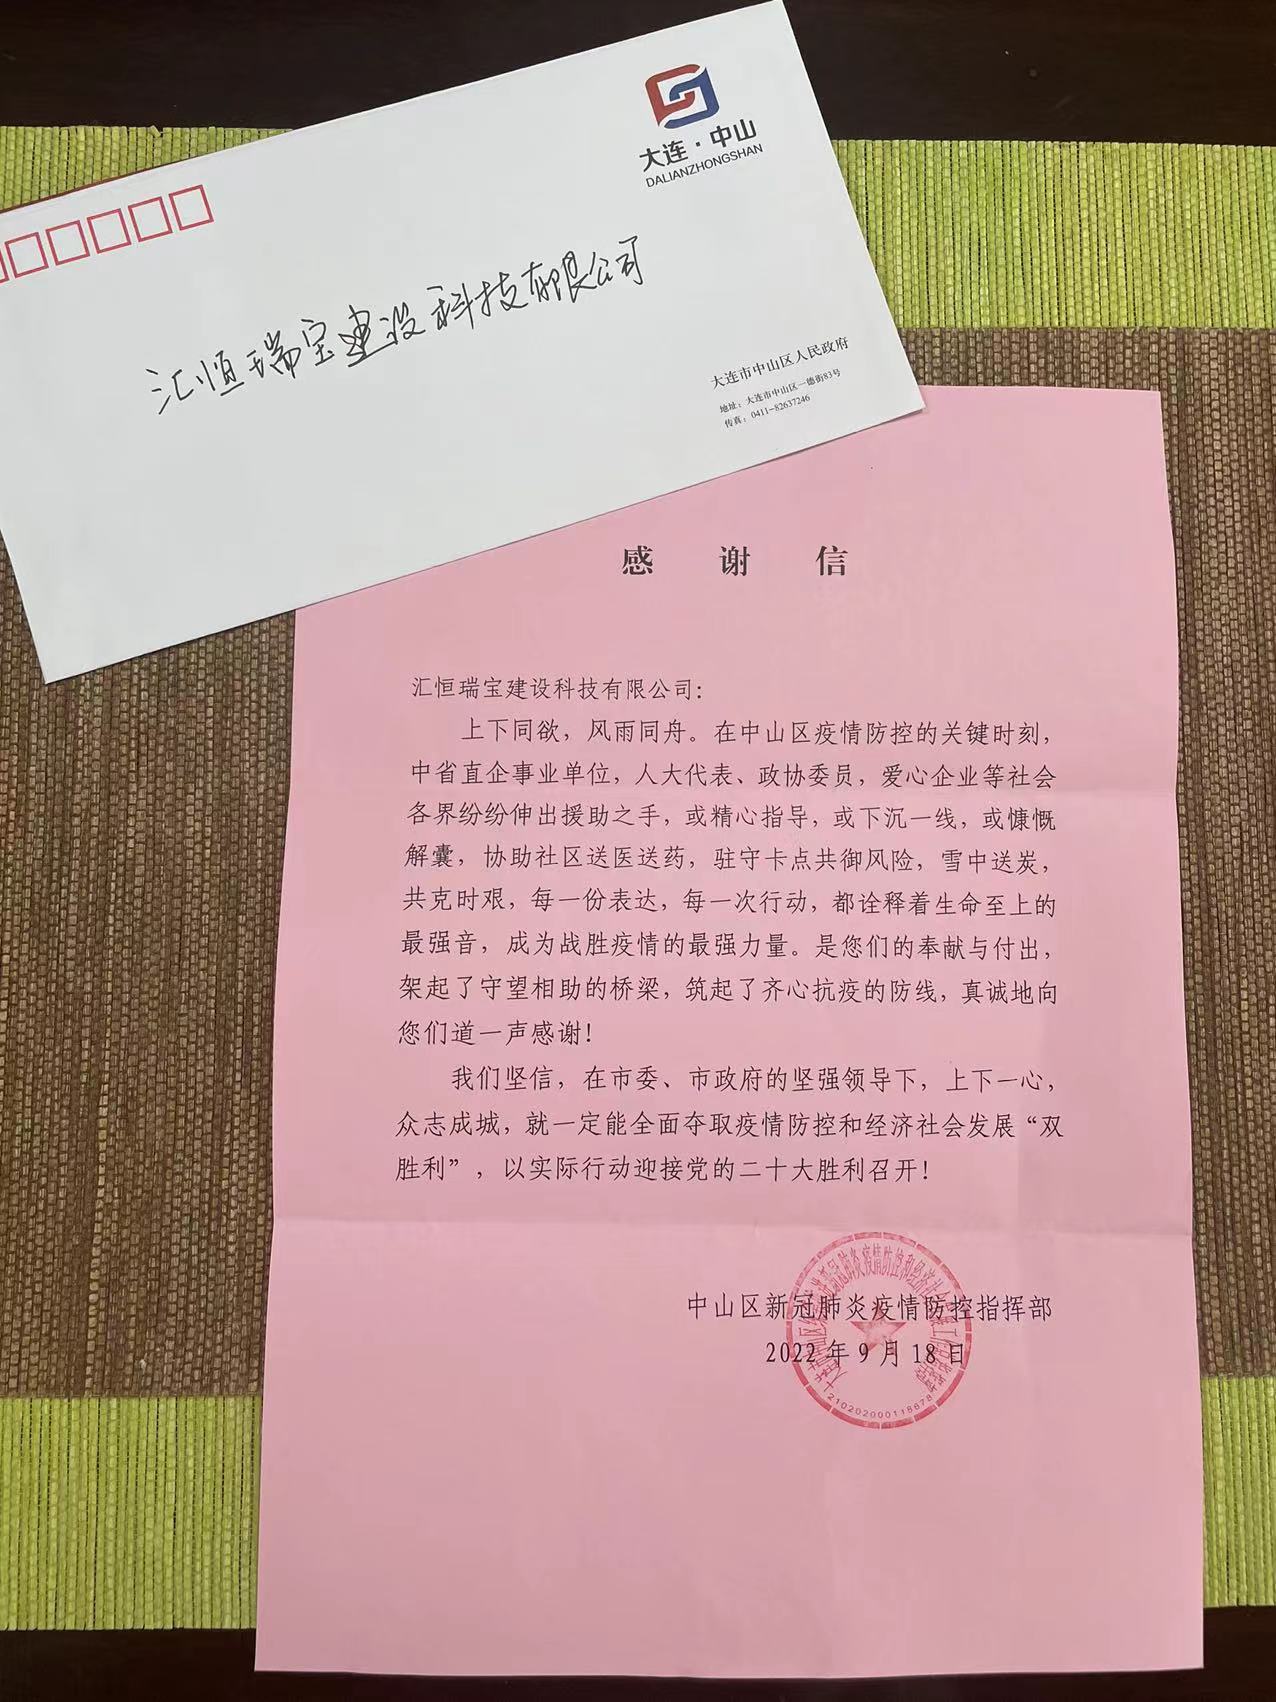 大连·中山
DALIANZHONGSHAN
汇恒瑞宝建设科技有限公司
大连市中山区人民政府
地址：大连市中山区一德街83号
传真：0411-82637246
感谢信
汇恒瑞宝建设科技有限公司：
上下同欲，风雨同舟。在中山区疫情防控的关键时刻，
中省直企事业单位，人大代表、政协委员，爱心企业等社会
各界纷纷伸出援助之手，或精心指导，或下沉一线，或慷慨
解囊，协助社区送医送药，驻守卡点共御风险，雪中送炭，
共克时艰，每一份表达，每一次行动，都诠释着生命至上的
最强音，成为战胜疫情的最强力量。是您们的奉献与付出，
架起了守望相助的桥梁，筑起了齐心抗疫的防线，真诚地向
您们道一声感谢！
我们坚信，在市委、市政府的坚强领导下，上下一心，
众志成城，就一定能全面夺取疫情防控和经济社会发展“双
胜利”，以实际行动迎接党的二十大胜利召开！
中山区新冠肺炎疫情防控指挥部
2022年9月18日